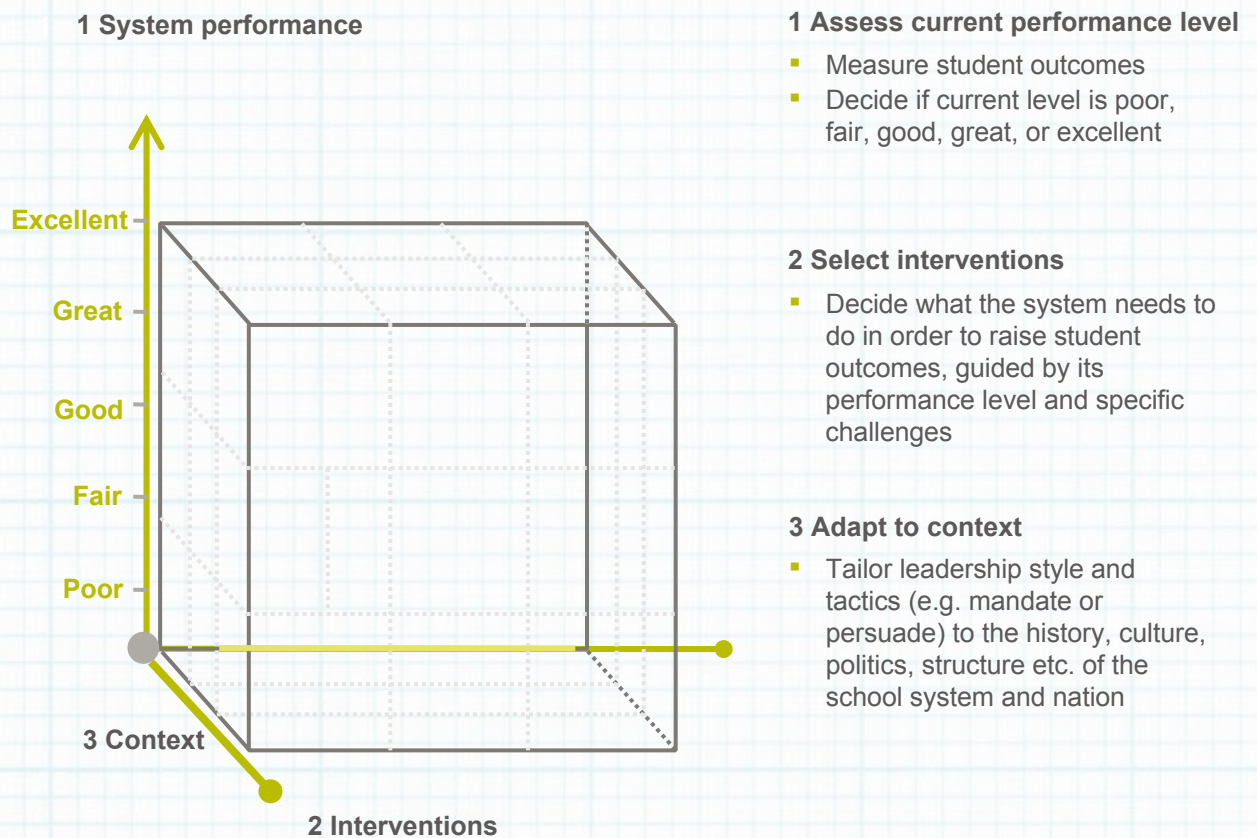 1 System performance
Excellent
Great
Good
Fair
Poor
3 Context
2 Interventions
1 Assess current performance level
▪ Measure student outcomes
▪ Decide if current level is poor,
fair, good, great, or excellent
2 Select interventions
▪ Decide what the system needs to
do in order to raise student
outcomes, guided by its
performance level and specific
challenges
3 Adapt to context
▪ Tailor leadership style and
tactics (e.g. mandate or
persuade) to the history, culture,
politics, structure etc. of the
school system and nation